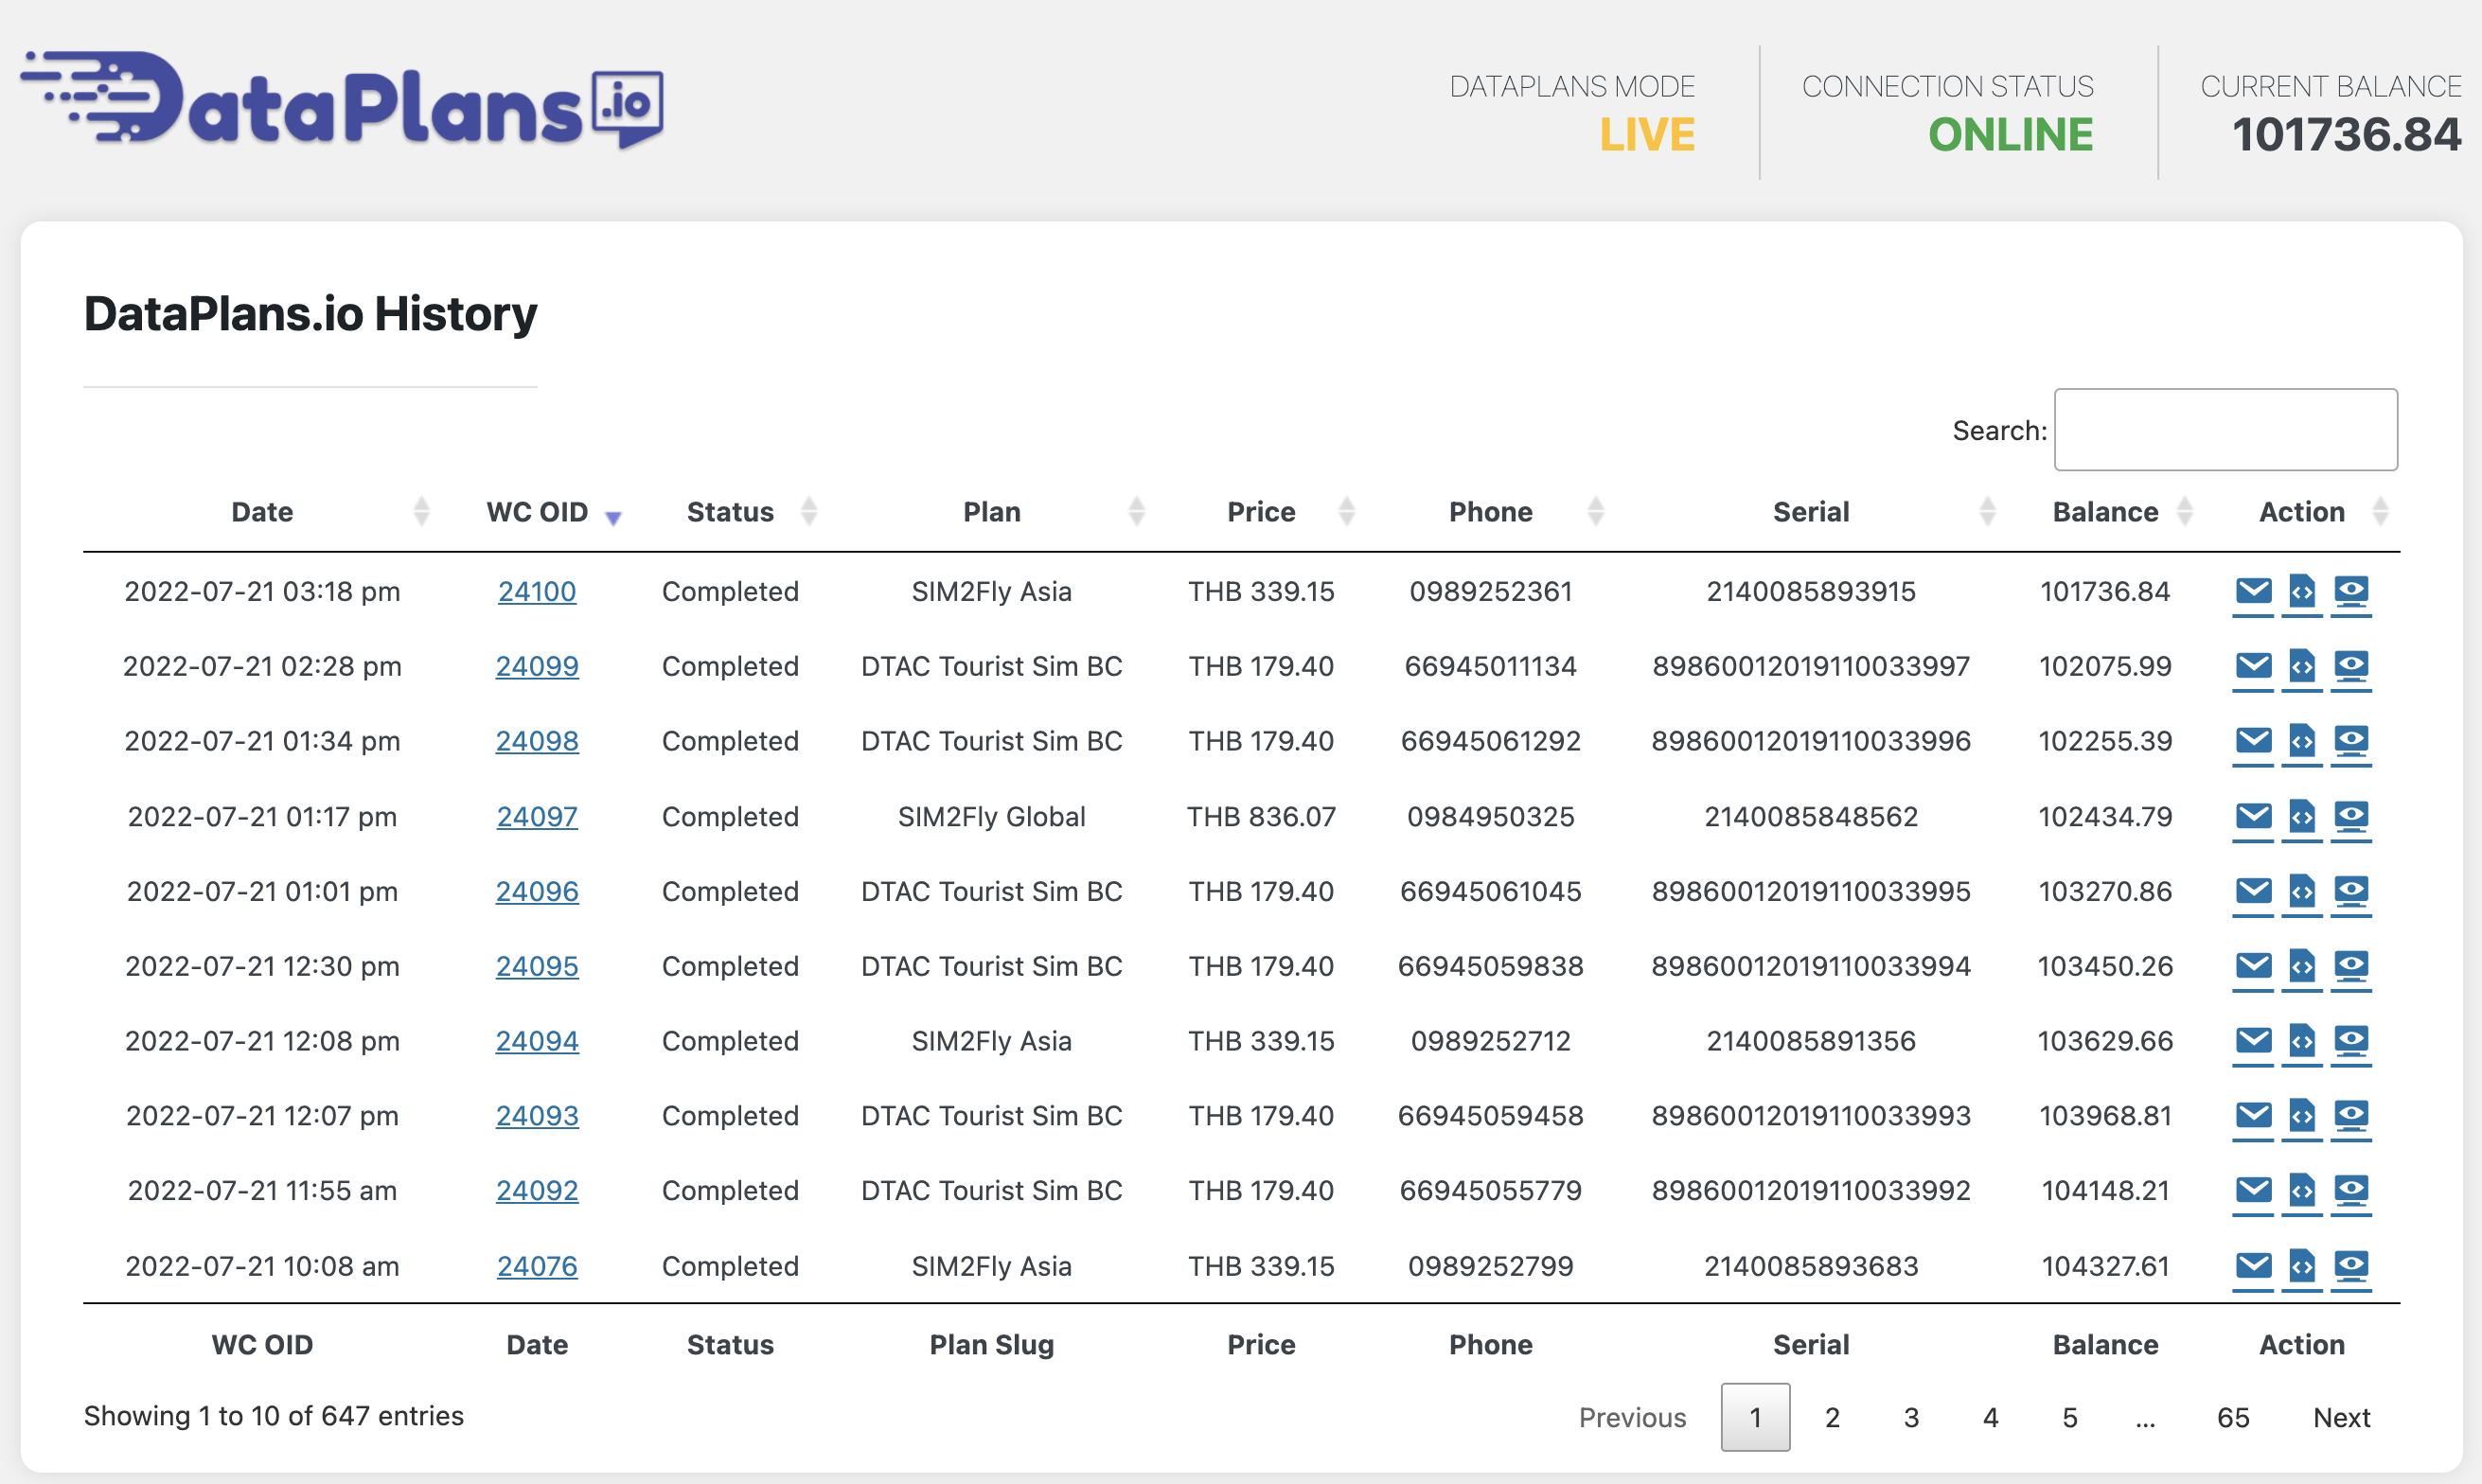 DataPlans.io
DATAPLANS MODE
LIVE
CONNECTION STATUS
ONLINE
CURRENT BALANCE
101736.84
DataPlans.io History
Search:
Date WC OID Status Plan Price Phone Serial Balance Action
2022-07-21 03:18 pm 24100 Completed SIM2Fly Asia THB 339.15 0989252361 2140085893915 101736.84
2022-07-21 02:28 pm 24099 Completed DTAC Tourist Sim BC THB 179.40 66945011134 89860012019110033997 102075.99
2022-07-21 01:34 pm 24098 Completed DTAC Tourist Sim BC THB 179.40 66945061292 89860012019110033996 102255.39
2022-07-21 01:17 pm 24097 Completed SIM2Fly Global THB 836.07 0984950325 2140085848562 102434.79
2022-07-21 01:01 pm 24096 Completed DTAC Tourist Sim BC THB 179.40 66945061045 89860012019110033995 103270.86
2022-07-21 12:30 pm 24095 Completed DTAC Tourist Sim BC THB 179.40 66945059838 89860012019110033994 103450.26
2022-07-21 12:08 pm 24094 Completed SIM2Fly Asia THB 339.15 0989252712 2140085891356 103629.66
2022-07-21 12:07 pm 24093 Completed DTAC Tourist Sim BC THB 179.40 66945059458 89860012019110033993 103968.81
2022-07-21 11:55 am 24092 Completed DTAC Tourist Sim BC THB 179.40 66945055779 89860012019110033992 104148.21
2022-07-21 10:08 am 24076 Completed SIM2Fly Asia THB 339.15 0989252799 2140085893683 104327.61
WC OID Date Status Plan Slug Price Phone Serial Balance Action
Showing 1 to 10 of 647 entries
Previous 1 2 3 4 5 ... 65 Next